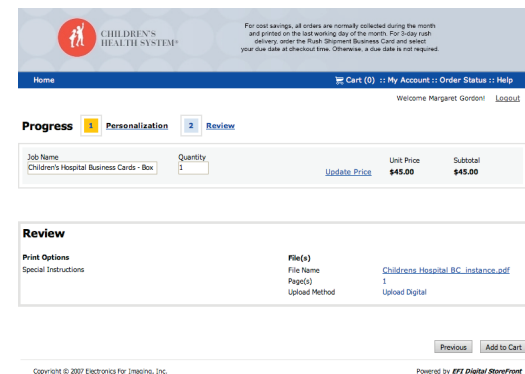 CHILDREN'S
HEALTH SYSTEM®
For cost savings, all orders are normally collected during the month
and printed on the last working day of the month. For 3-day rush
delivery, order the Rush Shipment Business Card and select
your due date at checkout time. Otherwise, a due date is not required.
Home Cart (0) :: My Account :: Order Status :: Help
Welcome Margaret Gordon! Logout
Progress 1 Personalization 2 Review
Job Name Quantity Unit Price Subtotal
Children's Hospital Business Cards - Box 1 Update Price $45.00 $45.00
Review
Print Options File(s)
Special Instructions File Name Childrens Hospital BC_instance.pdf
Page(s) 1
Upload Method Upload Digital
Previous Add to Cart
Copyright © 2007 Electronics For Imaging, Inc. Powered by EFI Digital StoreFront